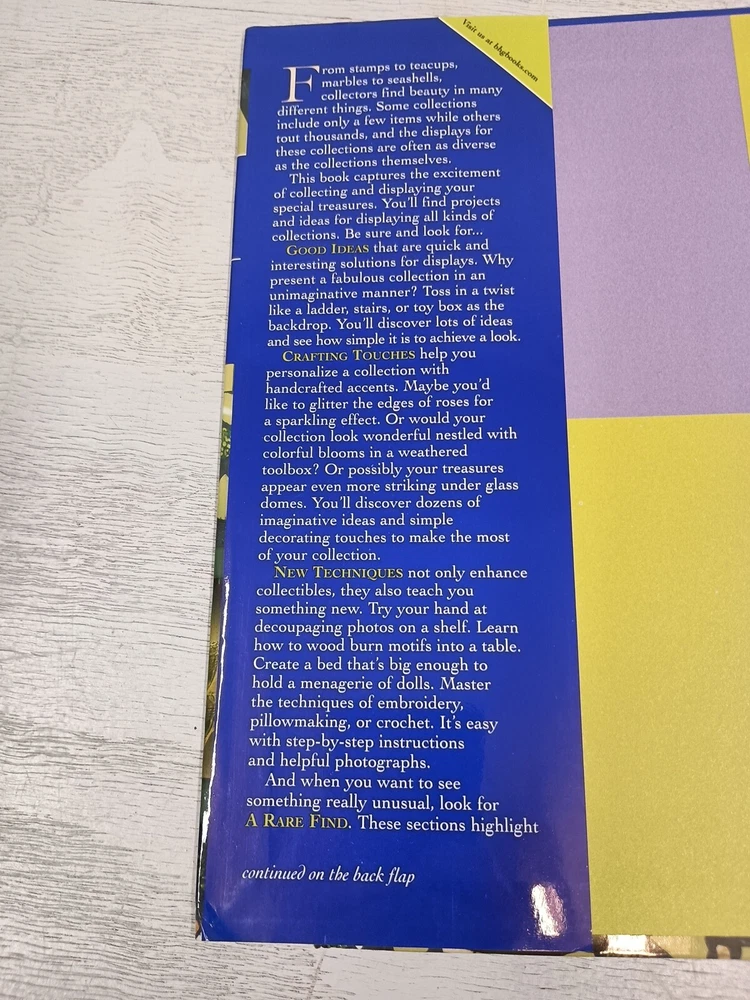 Visit us at bhgbooks.com
From stamps to teacups,
marbles to seashells,
collectors find beauty in many
different things. Some collections
include only a few items while others
tout thousands, and the displays for
these collections are often as diverse
as the collections themselves.
This book captures the excitement
of collecting and displaying your
special treasures. You'll find projects
and ideas for displaying all kinds of
collections. Be sure and look for...
GOOD IDEAS that are quick and
interesting solutions for displays. Why
present a fabulous collection in an
unimaginative manner? Toss in a twist
like a ladder, stairs, or toy box as the
backdrop. You'll discover lots of ideas
and see how simple it is to achieve a look.
CRAFTING TOUCHES help you
personalize a collection with
handcrafted accents. Maybe you'd
like to glitter the edges of roses for
a sparkling effect. Or would your
collection look wonderful nestled with
colorful blooms in a weathered
toolbox? Or possibly your treasures
appear even more striking under glass
domes. You'll discover dozens of
imaginative ideas and simple
decorating touches to make the most
of your collection.
NEW TECHNIQUES not only enhance
collectibles, they also teach you
something new. Try your hand at
decoupaging photos on a shelf. Learn
how to wood burn motifs into a table.
Create a bed that's big enough to
hold a menagerie of dolls. Master
the techniques of embroidery,
pillowmaking, or crochet. It's easy
with step-by-step instructions
and helpful photographs.
And when you want to see
something really unusual, look for
A RARE FIND. These sections highlight
continued on the back flap